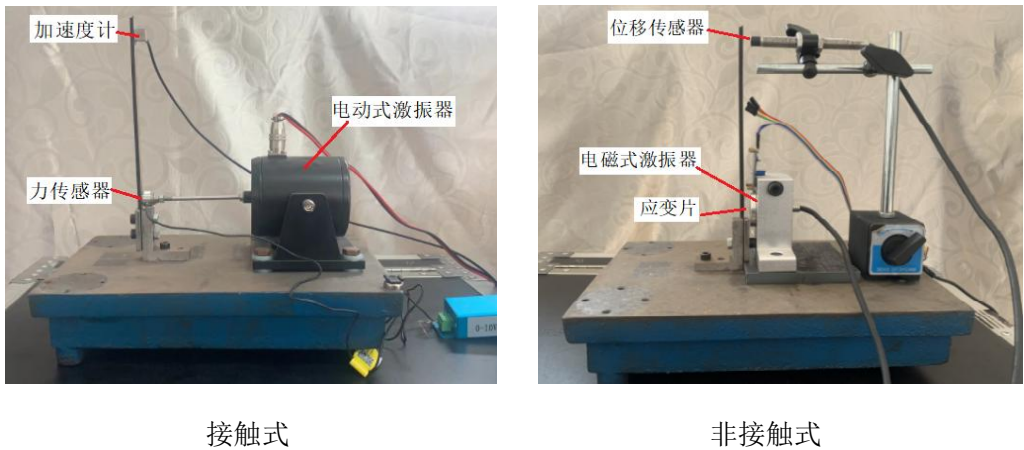 加速度计
电动式激振器
力传感器
0-10V
位移传感器
电磁式激振器
应变片
接触式
非接触式